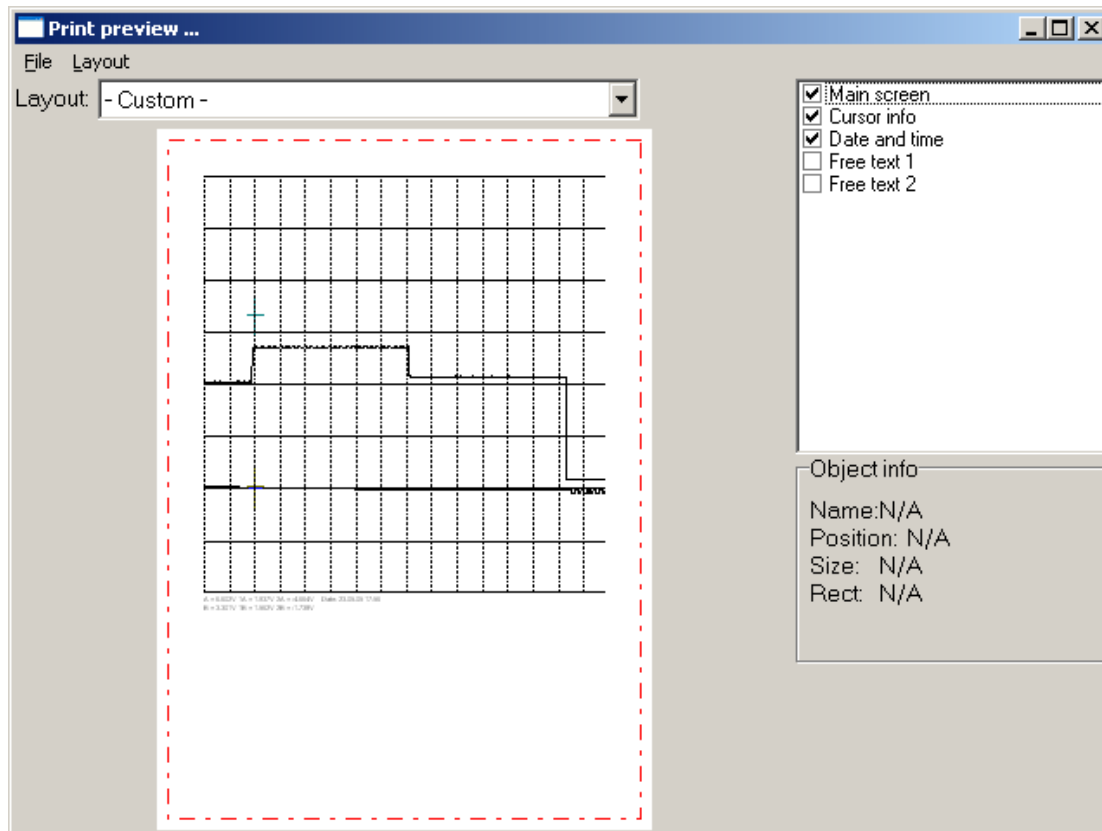 Print preview ...
File Layout
Layout: - Custom -
Main screen
Cursor info
Date and time
Free text 1
Free text 2
Object info
Name:N/A
Position: N/A
Size: N/A
Rect: N/A